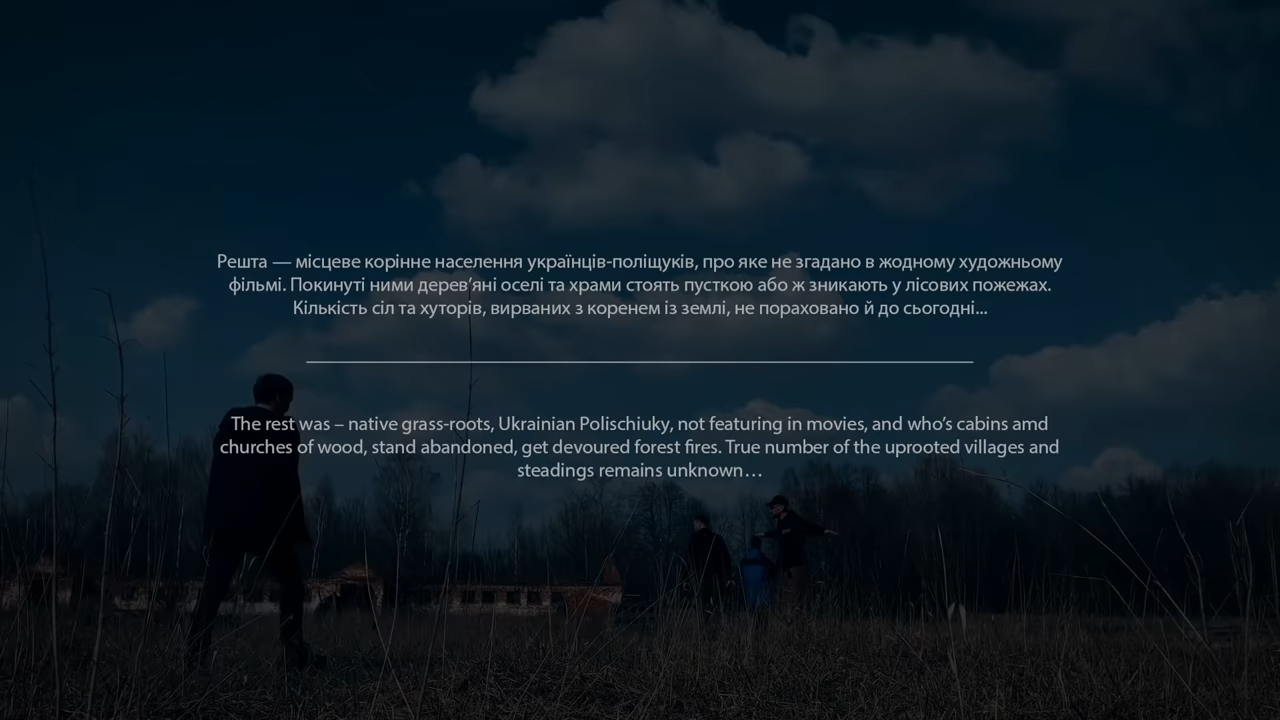 Решта — місцеве корінне населення українців-поліщуків, про яке не згадано в жодному художньому
фільмі. Покинуті ними дерев'яні оселі та храми стоять пусткою або ж зникають у лісових пожежах.
Кількість сіл та хуторів, вирваних з коренем із землі, не пораховано й до сьогодні...
The rest was – native grass-roots, Ukrainian Polischiuky, not featuring in movies, and who's cabins amd
churches of wood, stand abandoned, get devoured forest fires. True number of the uprooted villages and
steadings remains unknown…